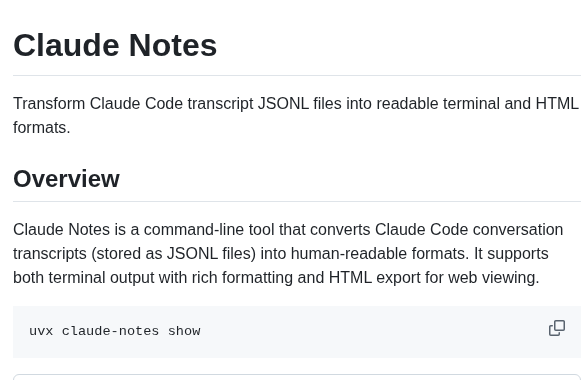 Claude Notes
Transform Claude Code transcript JSONL files into readable terminal and HTML
formats.
Overview
Claude Notes is a command-line tool that converts Claude Code conversation
transcripts (stored as JSONL files) into human-readable formats. It supports
both terminal output with rich formatting and HTML export for web viewing.
uvx claude-notes show